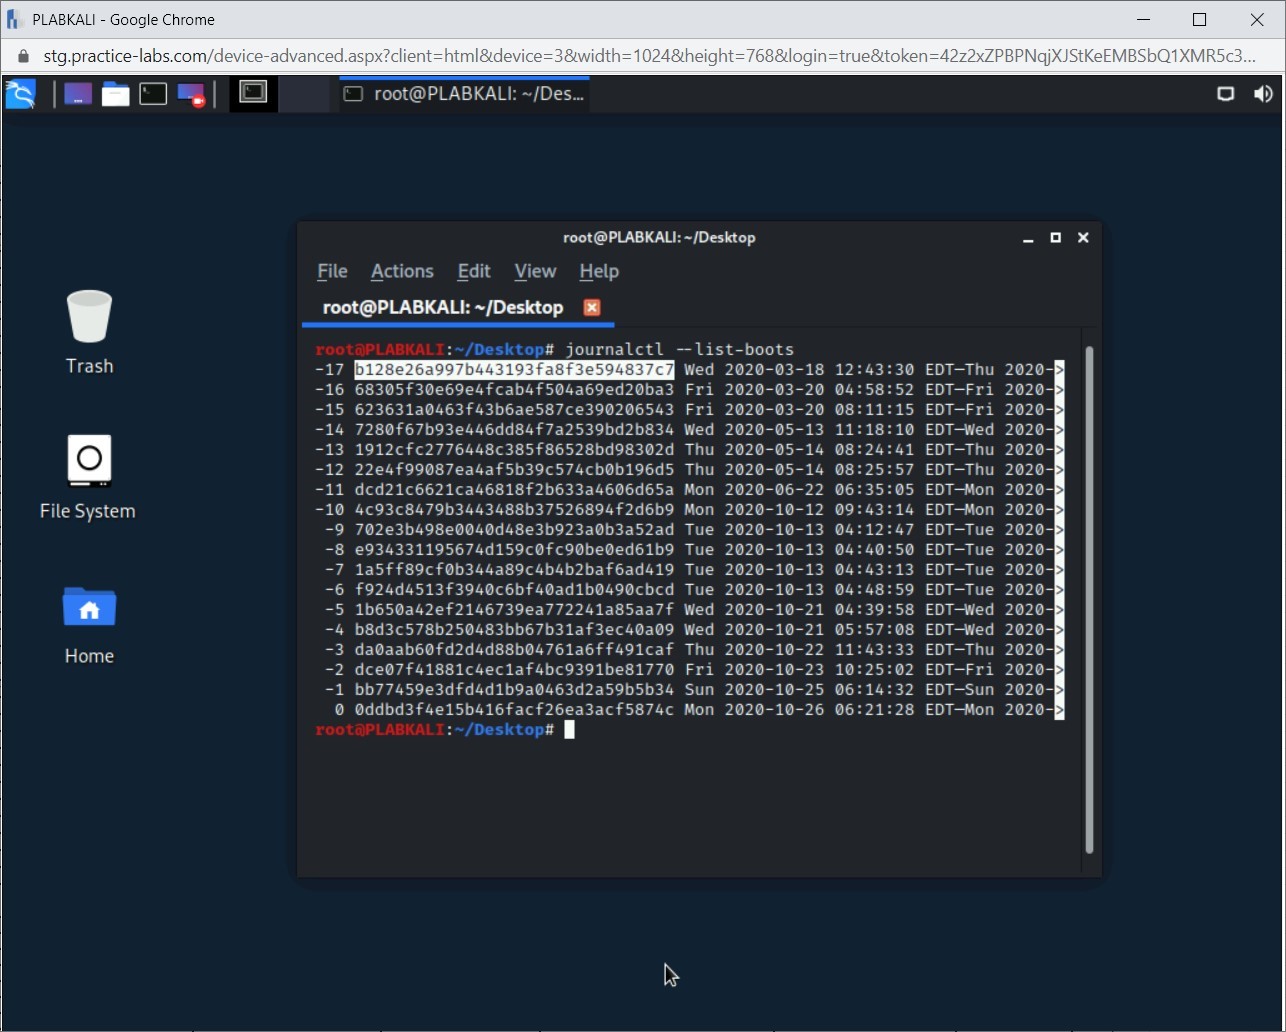 PLABKALI - Google Chrome
stg.practice-labs.com/device-advanced.aspx?client=html&device=3&width=1024&height=768&login=true&token=42z2xZPBPNqjXJStKeEMBSbQ1XMR5c3...
root@PLABKALI: ~/Des...
Trash
File System
Home
root@PLABKALI: ~/Desktop
File Actions Edit View Help
root@PLABKALI: ~/Desktop
root@PLABKALI:~/Desktop# journalctl --list-boots
-17 b128e26a997b443193fa8f3e594837c7 Wed 2020-03-18 12:43:30 EDT—Thu 2020->
-16 68305f30e69e4fcab4f504a69ed20ba3 Fri 2020-03-20 04:58:52 EDT—Fri 2020->
-15 623631a0463f43b6ae587ce390206543 Fri 2020-03-20 08:11:15 EDT—Fri 2020->
-14 7280f67b93e446dd84f7a2539bd2b834 Wed 2020-05-13 11:18:10 EDT—Wed 2020->
-13 1912cfc2776448c385f86528bd98302d Thu 2020-05-14 08:24:41 EDT—Thu 2020->
-12 22e4f99087ea4af5b39c574cb0b196d5 Thu 2020-05-14 08:25:57 EDT—Thu 2020->
-11 dcd21c6621ca46818f2b633a4606d65a Mon 2020-06-22 06:35:05 EDT—Mon 2020->
-10 4c93c8479b3443488b37526894f2d6b9 Mon 2020-10-12 09:43:14 EDT—Mon 2020->
-9 702e3b498e0040d48e3b923a0b3a52ad Tue 2020-10-13 04:12:47 EDT—Tue 2020->
-8 e934331195674d159c0fc90be0ed61b9 Tue 2020-10-13 04:40:50 EDT—Tue 2020->
-7 1a5ff89cf0b344a89c4b4b2baf6ad419 Tue 2020-10-13 04:43:13 EDT—Tue 2020->
-6 f924d4513f3940c6bf40ad1b0490cbcd Tue 2020-10-13 04:48:59 EDT—Tue 2020->
-5 1b650a42ef2146739ea772241a85aa7f Wed 2020-10-21 04:39:58 EDT—Wed 2020->
-4 b8d3c578b250483bb67b31af3ec40a09 Wed 2020-10-21 05:57:08 EDT—Wed 2020->
-3 da0aab60fd2d4d88b04761a6ff491caf Thu 2020-10-22 11:43:33 EDT—Thu 2020->
-2 dce07f41881c4ec1af4bc9391be81770 Fri 2020-10-23 10:25:02 EDT—Fri 2020->
-1 bb77459e3dfd4d1b9a0463d2a59b5b34 Sun 2020-10-25 06:14:32 EDT—Sun 2020->
0 0ddbd3f4e15b416facf26ea3acf5874c Mon 2020-10-26 06:21:28 EDT—Mon 2020->
root@PLABKALI:~/Desktop#